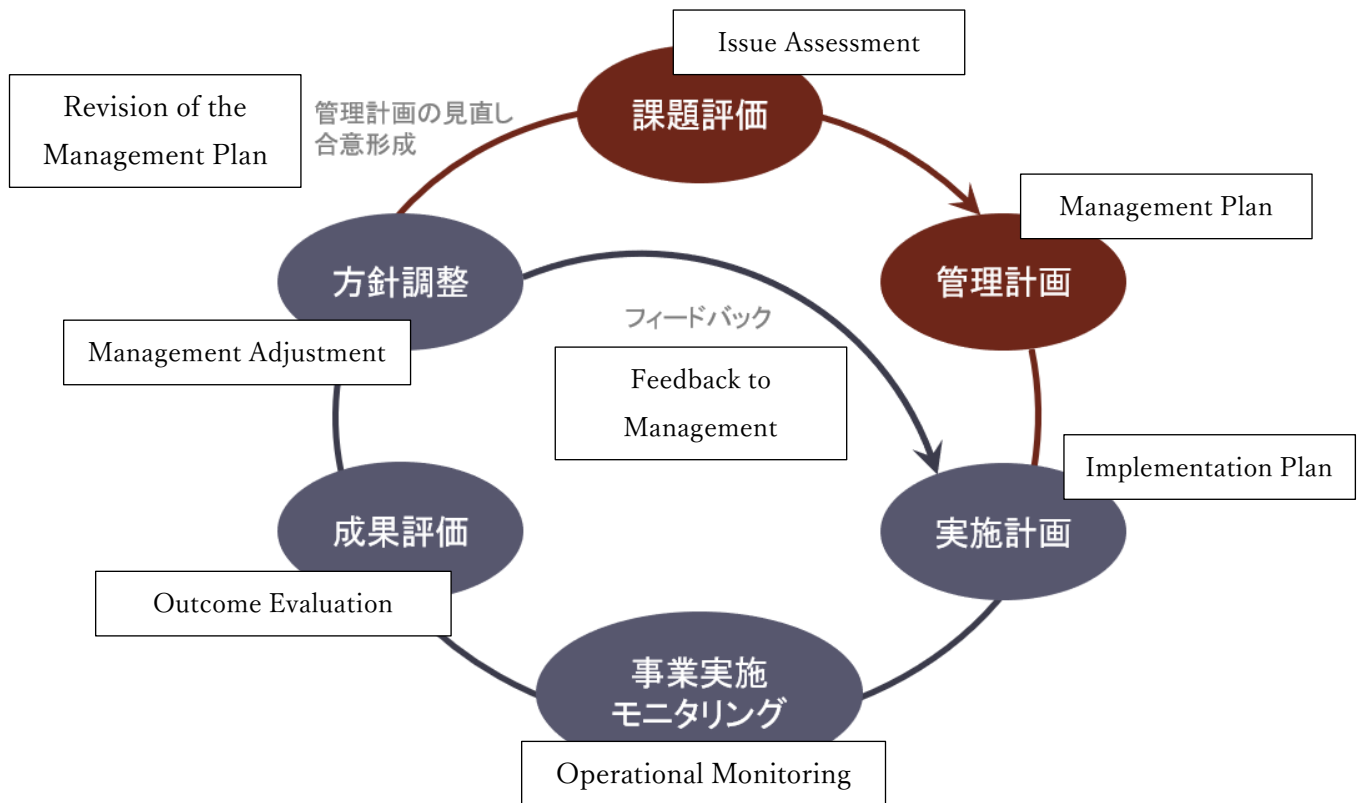 Issue Assessment
課題評価
Revision of the
Management Plan
管理計画の見直し
合意形成
Management Plan
管理計画
方針調整
Management Adjustment
フィードバック
Feedback to
Management
Implementation Plan
実施計画
成果評価
Outcome Evaluation
事業実施
モニタリング
Operational Monitoring